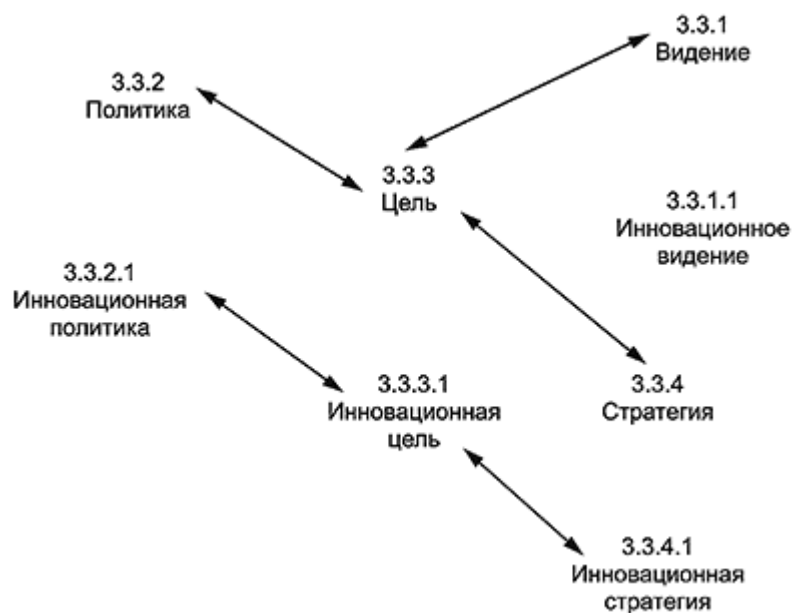 3.3.1
Видение
3.3.2
Политика
3.3.3
Цель
3.3.1.1
Инновационное
видение
3.3.2.1
Инновационная
политика
3.3.3.1
Инновационная
цель
3.3.4
Стратегия
3.3.4.1
Инновационная
стратегия